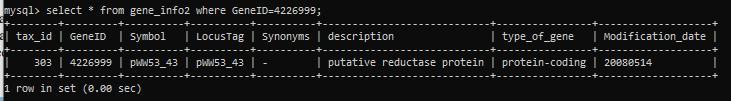 mysql> select * from gene_info2 where GeneID=4226999;
+--------+---------+----------+----------+----------+----------------------------+----------------+-------------------+
| tax_id | GeneID | Symbol | LocusTag | Synonyms | description | type_of_gene | Modification_date |
+--------+---------+----------+----------+----------+----------------------------+----------------+-------------------+
| 303 | 4226999 | pWW53_43 | pWW53_43 | - | putative reductase protein | protein-coding | 20080514 |
+--------+---------+----------+----------+----------+----------------------------+----------------+-------------------+
1 row in set (0.00 sec)